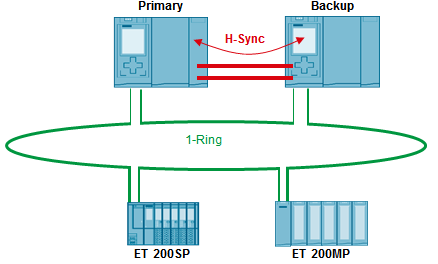 Primary
Backup
H-Sync
1-Ring
ET 200SP
ET 200MP